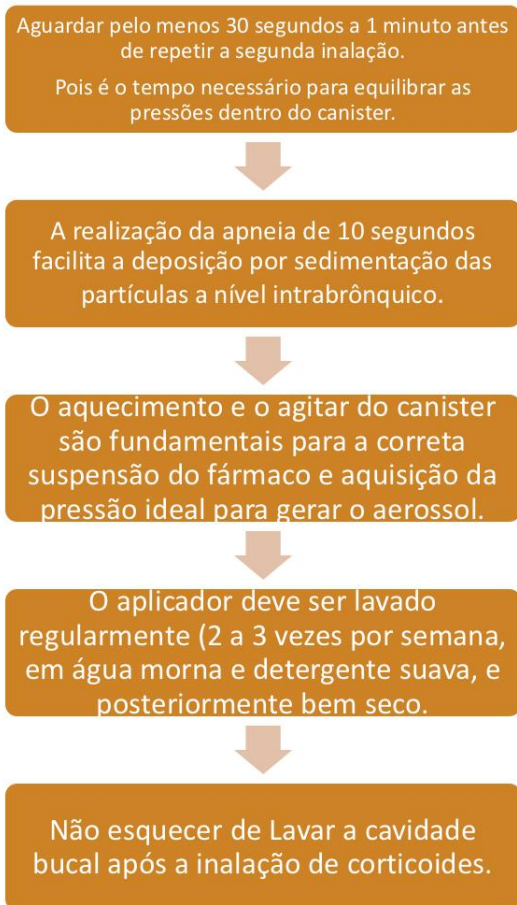 Aguardar pelo menos 30 segundos a 1 minuto antes
de repetir a segunda inalação.
Pois é o tempo necessário para equilibrar as
pressões dentro do canister.
A realização da apneia de 10 segundos
facilita a deposição por sedimentação das
partículas a nível intrabrônquico.
O aquecimento e o agitar do canister
são fundamentais para a correta
suspensão do fármaco e aquisição da
pressão ideal para gerar o aerossol.
O aplicador deve ser lavado
regularmente (2 a 3 vezes por semana,
em água morna e detergente suava, e
posteriormente bem seco.
Não esquecer de Lavar a cavidade
bucal após a inalação de corticoides.